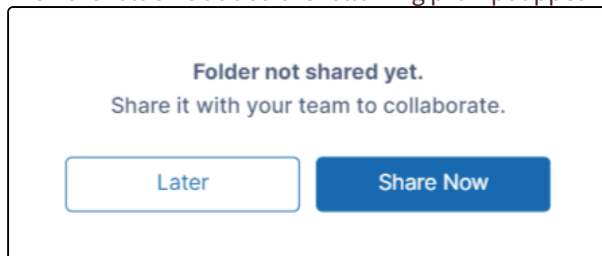 Folder not shared yet.
Share it with your team to collaborate.
Later Share Now